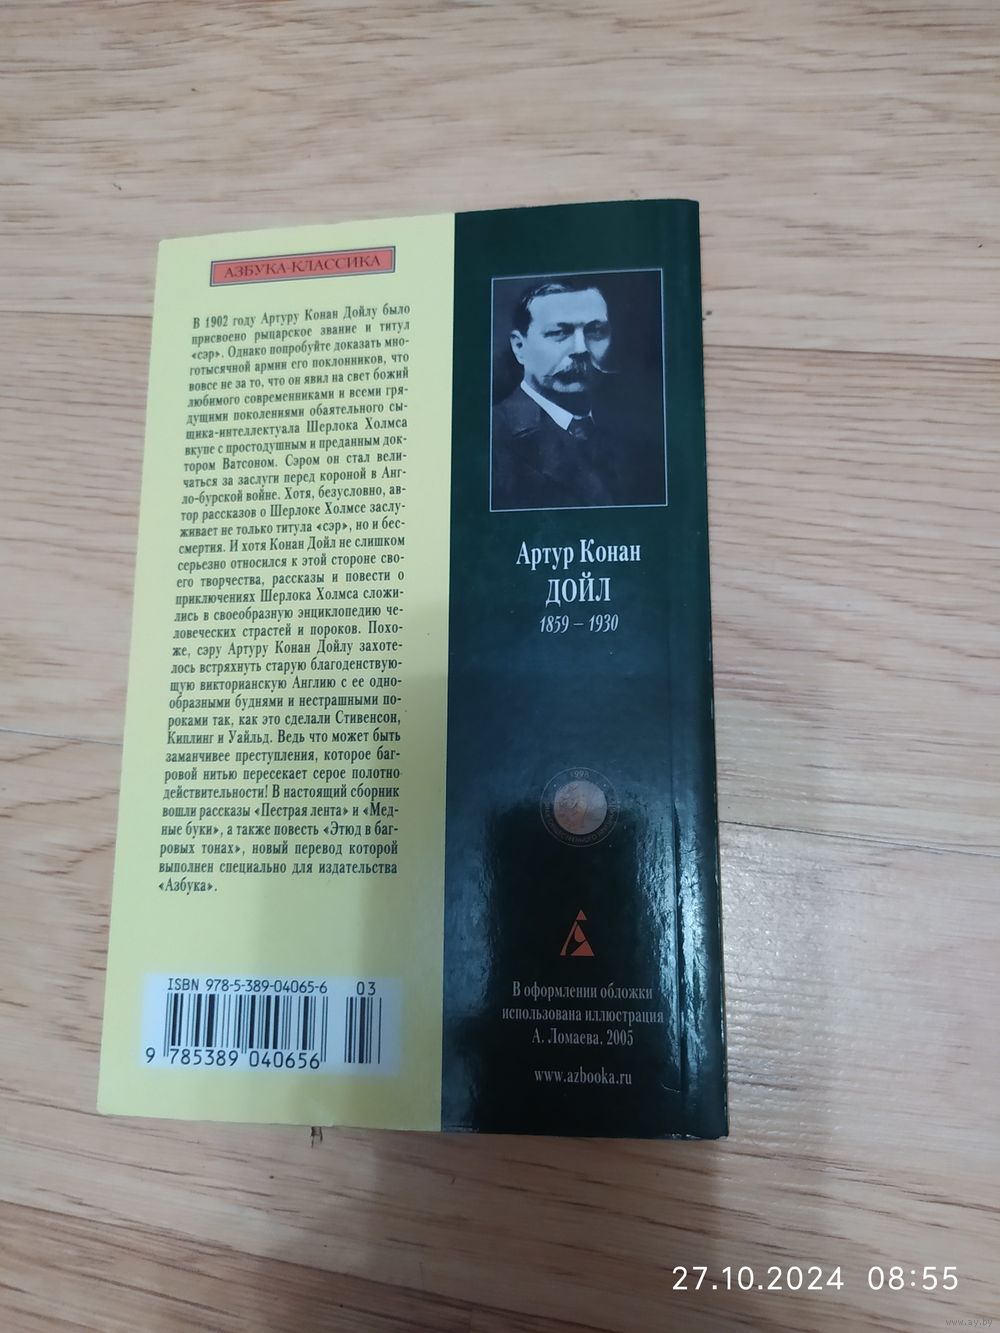 АЗБУКА-КЛАССИКА
В 1902 году Артуру Конан Дойлу было
присвоено рыцарское звание и титул
«сэр». Однако попробуйте доказать мно-
готысячной армии его поклонников, что
вовсе не за то, что он явил на свет божий
любимого современниками и всеми гря-
дущими поколениями обаятельного сы-
щика-интеллектуала Шерлока Холмса
вкупе с простодушным и преданным док-
тором Ватсоном. Сэром он стал вели-
чаться за заслуги перед короной в Анг-
ло-бурской войне. Хотя, безусловно, ав-
тор рассказов о Шерлоке Холмсе заслу-
живает не только титула «сэр», но и бес-
смертия. И хотя Конан Дойл не слишком
серьезно относился к этой стороне сво-
его творчества, рассказы и повести о
приключениях Шерлока Холмса сложи-
лись в своеобразную энциклопедию че-
ловеческих страстей и пороков. Похо-
же, сэру Артуру Конан Дойлу захоте-
лось встряхнуть старую благоденствую-
щую викторианскую Англию с ее одно-
образными буднями и нестрашными по-
роками так, как это сделали Стивенсон,
Киплинг и Уайльд. Ведь что может быть
заманчивее преступления, которое баг-
ровой нитью пересекает серое полотно
действительности! В настоящий сборник
вошли рассказы «Пестрая лента» и «Мед-
ные буки», а также повесть «Этюд в баг-
ровых тонах», новый перевод которой
выполнен специально для издательства
«Азбука».
ISBN 978-5-389-04065-6 03
9 785389 040656
Артур Конан
ДОЙЛ
1859 – 1930
1998
В оформлении обложки
использована иллюстрация
А. Ломаева. 2005
www.azbooka.ru
27.10.2024 08:55
www.ay.by